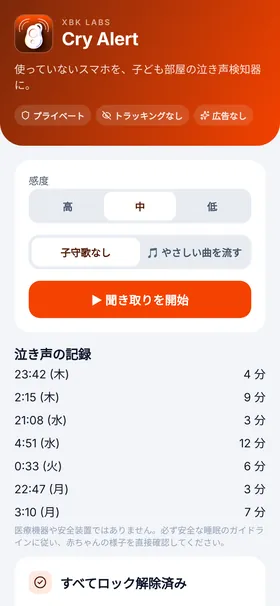 XBK LABS
Cry Alert
使っていないスマホを、子ども部屋の泣き声検知器
に。
プライベート
トラッキングなし
広告なし
感度
高 中 低
子守歌なし 🎵 やさしい曲を流す
▶ 聞き取りを開始
泣き声の記録
23:42 (木) 4 分
2:15 (木) 9 分
21:08 (水) 3 分
4:51 (水) 12 分
0:33 (火) 6 分
22:47 (月) 3 分
3:10 (月) 7 分
医療機器や安全装置ではありません。必ず安全な睡眠のガイドラ
インに従い、赤ちゃんの様子を直接確認してください。
すべてロック解除済み